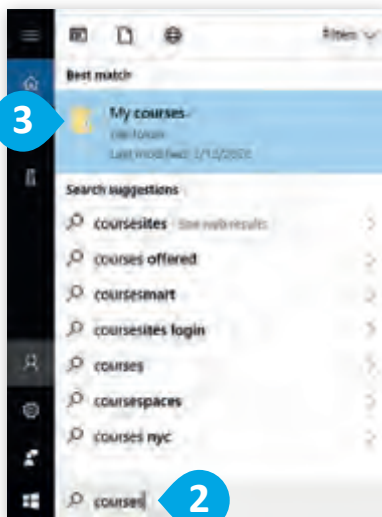 Filters
Best match
3
My courses
File folder
Last modified: 2/13/2020
Search suggestions
coursesites - See web results
courses offered
coursesmart
coursesites login
courses
coursespaces
courses nyc
courses
2